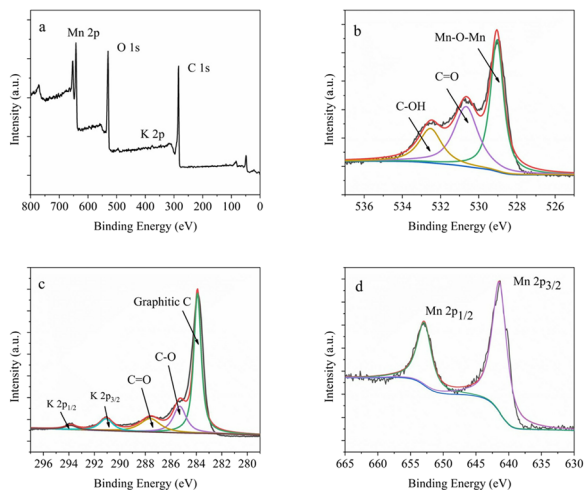 a
Mn 2p
O 1s
C 1s
K 2p
Intensity (a.u.)
800 700 600 500 400 300 200 100 0
Binding Energy (eV)
b
Mn-O-Mn
C=O
C-OH
Intensity (a.u.)
536 534 532 530 528 526
Binding Energy (eV)
c
Graphitic C
C-O
C=O
K 2p3/2
K 2p1/2
Intensity (a.u.)
296 294 292 290 288 286 284 282 280
Binding Energy (eV)
d
Mn 2p3/2
Mn 2p1/2
Intensity (a.u.)
665 660 655 650 645 640 635 630
Binding Energy (eV)